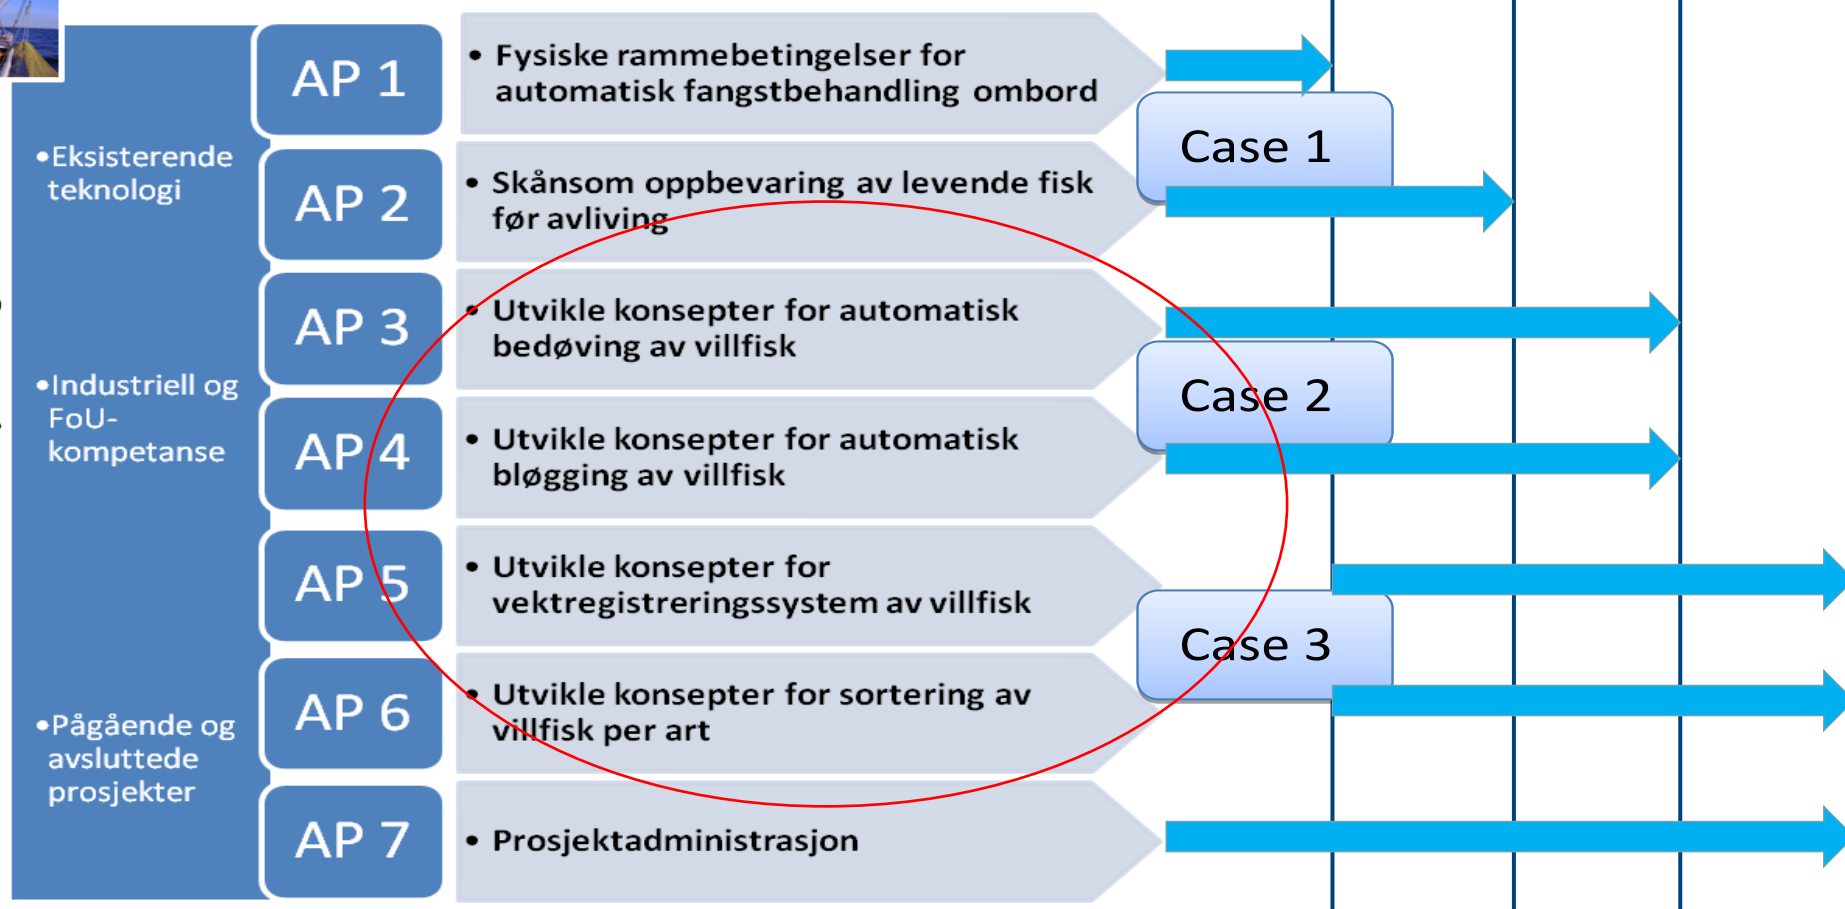 •Eksisterende
teknologi
•Industriell og
FoU-
kompetanse
•Pågående og
avsluttede
prosjekter
AP 1
• Fysiske rammebetingelser for
automatisk fangstbehandling ombord
AP 2
• Skånsom oppbevaring av levende fisk
før avliving
AP 3
• Utvikle konsepter for automatisk
bedøving av villfisk
AP 4
• Utvikle konsepter for automatisk
bløgging av villfisk
AP 5
• Utvikle konsepter for
vektregistreringssystem av villfisk
AP 6
• Utvikle konsepter for sortering av
villfisk per art
AP 7
• Prosjektadministrasjon
Case 1
Case 2
Case 3